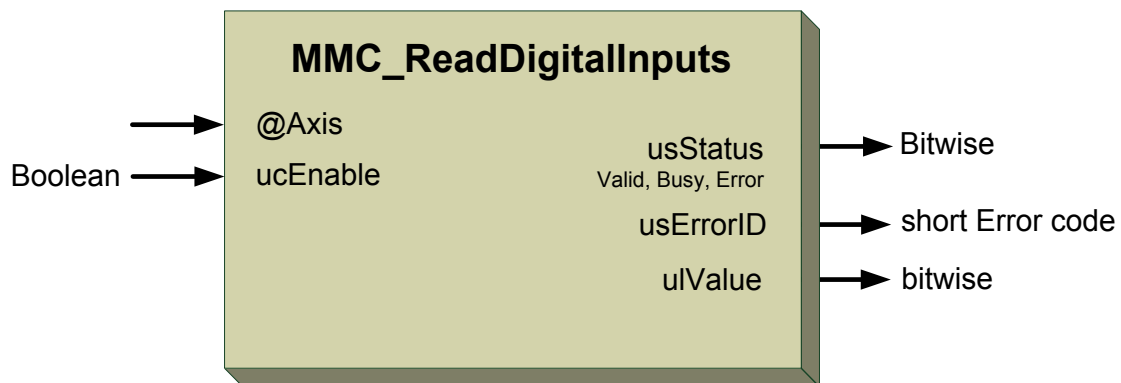 MMC_ReadDigitalInputs
@Axis
Boolean
ucEnable
usStatus
Bitwise
Valid, Busy, Error
usErrorID
short Error code
ulValue
bitwise